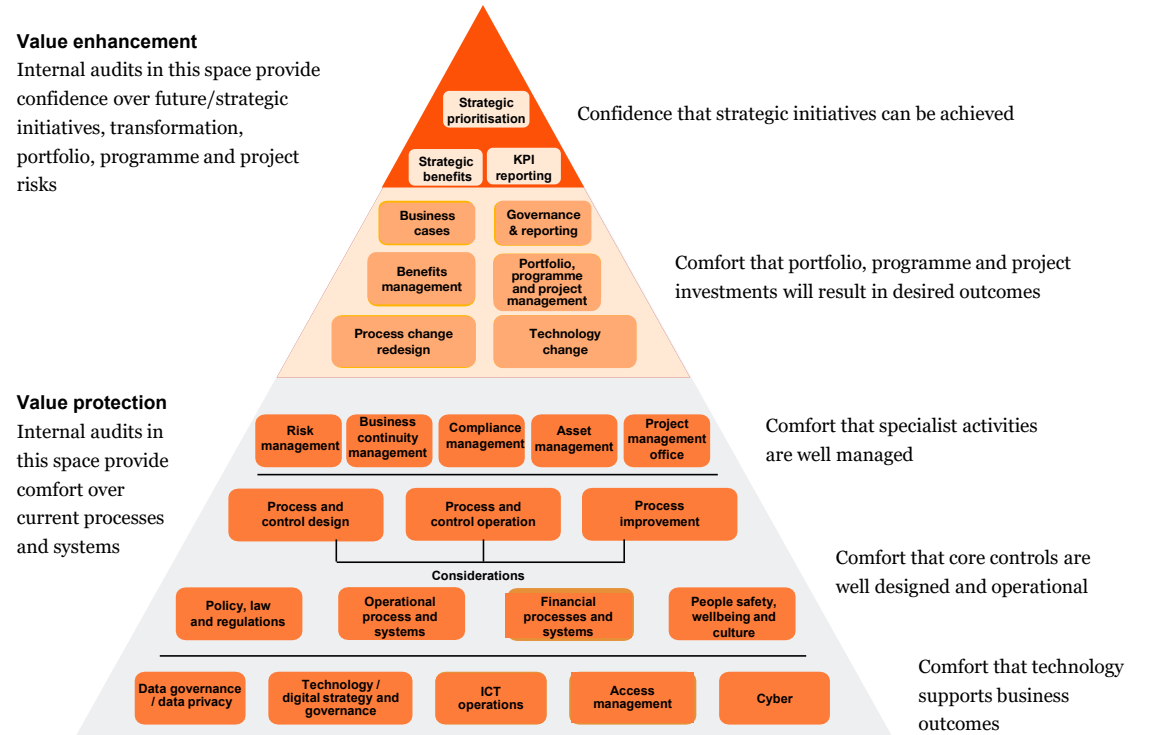 Value enhancement
Internal audits in this space provide
confidence over future/strategic
initiatives, transformation,
portfolio, programme and project
risks
Strategic
prioritisation
Confidence that strategic initiatives can be achieved
Strategic
benefits
KPI
reporting
Business
cases
Governance
& reporting
Benefits
management
Portfolio,
programme
and project
management
Comfort that portfolio, programme and project
investments will result in desired outcomes
Process change
redesign
Technology
change
Value protection
Internal audits in
this space provide
comfort over
current processes
and systems
Risk
management
Business
continuity
management
Compliance
management
Asset
management
Project
management
office
Comfort that specialist activities
are well managed
Process and
control design
Process and
control operation
Process
improvement
Considerations
Comfort that core controls are
well designed and operational
Policy, law
and regulations
Operational
process and
systems
Financial
processes and
systems
People safety,
wellbeing and
culture
Data governance
/ data privacy
Technology /
digital strategy and
governance
ICT
operations
Access
management
Cyber
Comfort that technology
supports business
outcomes